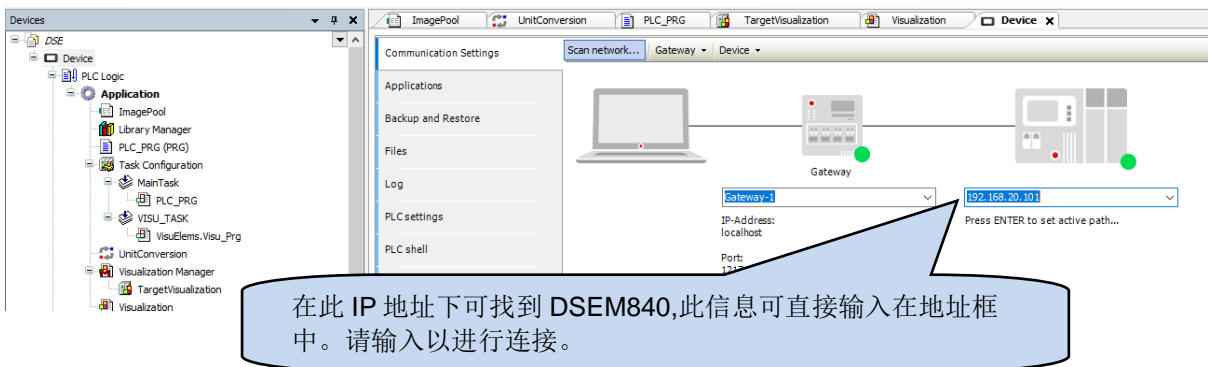 Devices
DSE
Device
PLC Logic
Application
ImagePool
Library Manager
PLC_PRG (PRG)
Task Configuration
MainTask
PLC_PRG
VISU_TASK
VisuElems.Visu_Prg
UnitConversion
Visualization Manager
TargetVisualization
Visualization
ImagePool UnitConversion PLC_PRG TargetVisualization Visualization Device
Communication Settings
Applications
Backup and Restore
Files
Log
PLC settings
PLC shell
Scan network... Gateway Device
Gateway
Gateway-1 192.168.20.101
IP-Address: Press ENTER to set active path...
localhost
Port:
在此 IP 地址下可找到 DSEM840,此信息可直接输入在地址框
中。请输入以进行连接。